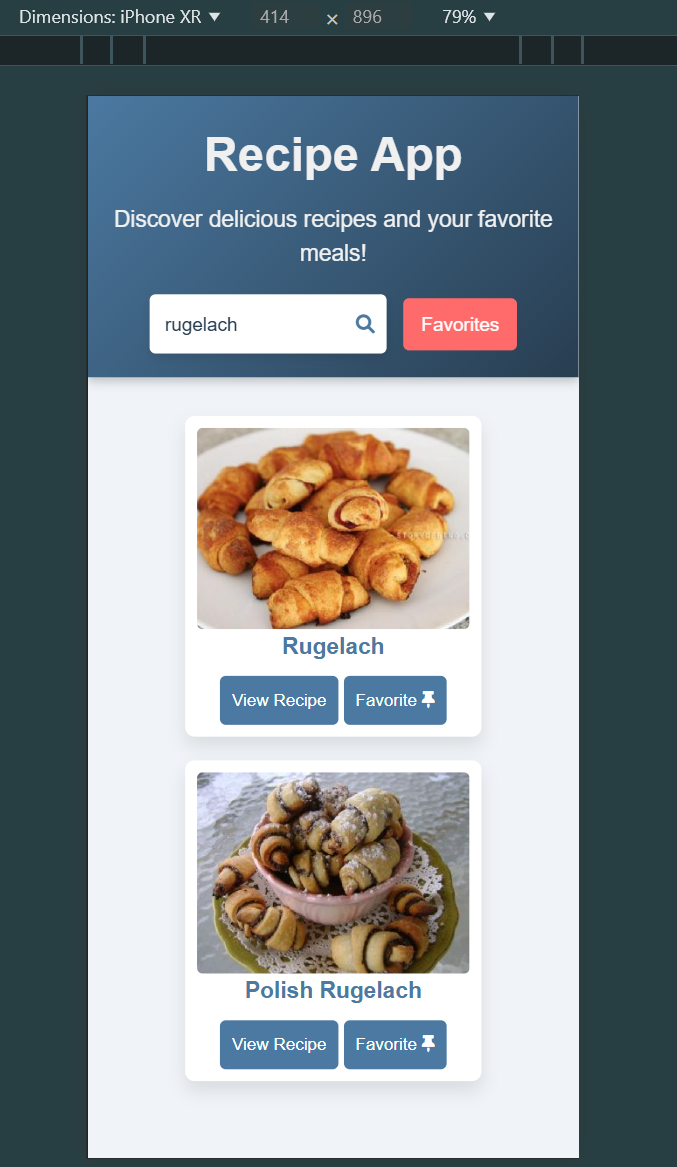 Dimensions: iPhone XR ▼ 414 × 896 79% ▼
Recipe App
Discover delicious recipes and your favorite
meals!
rugelach
Favorites
Rugelach
View Recipe Favorite
Polish Rugelach
View Recipe Favorite